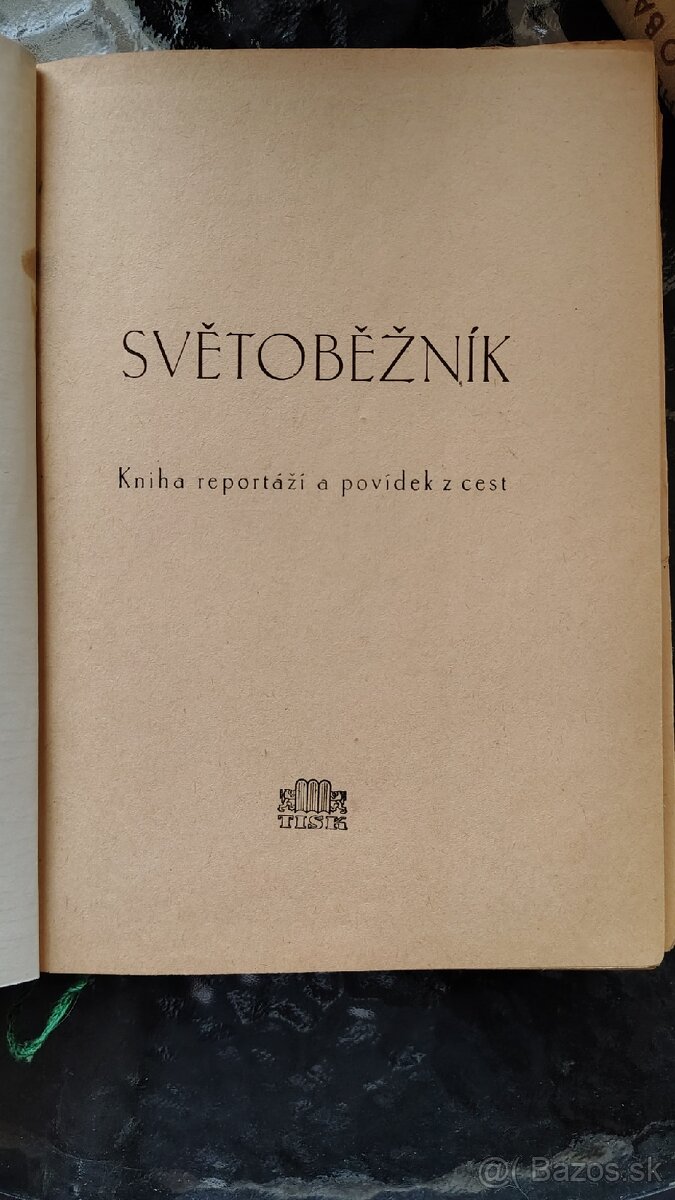 SVĚTOBĚŽNÍK
Kniha reportáží a povídek z cest
TISK
@( Bazos.sk